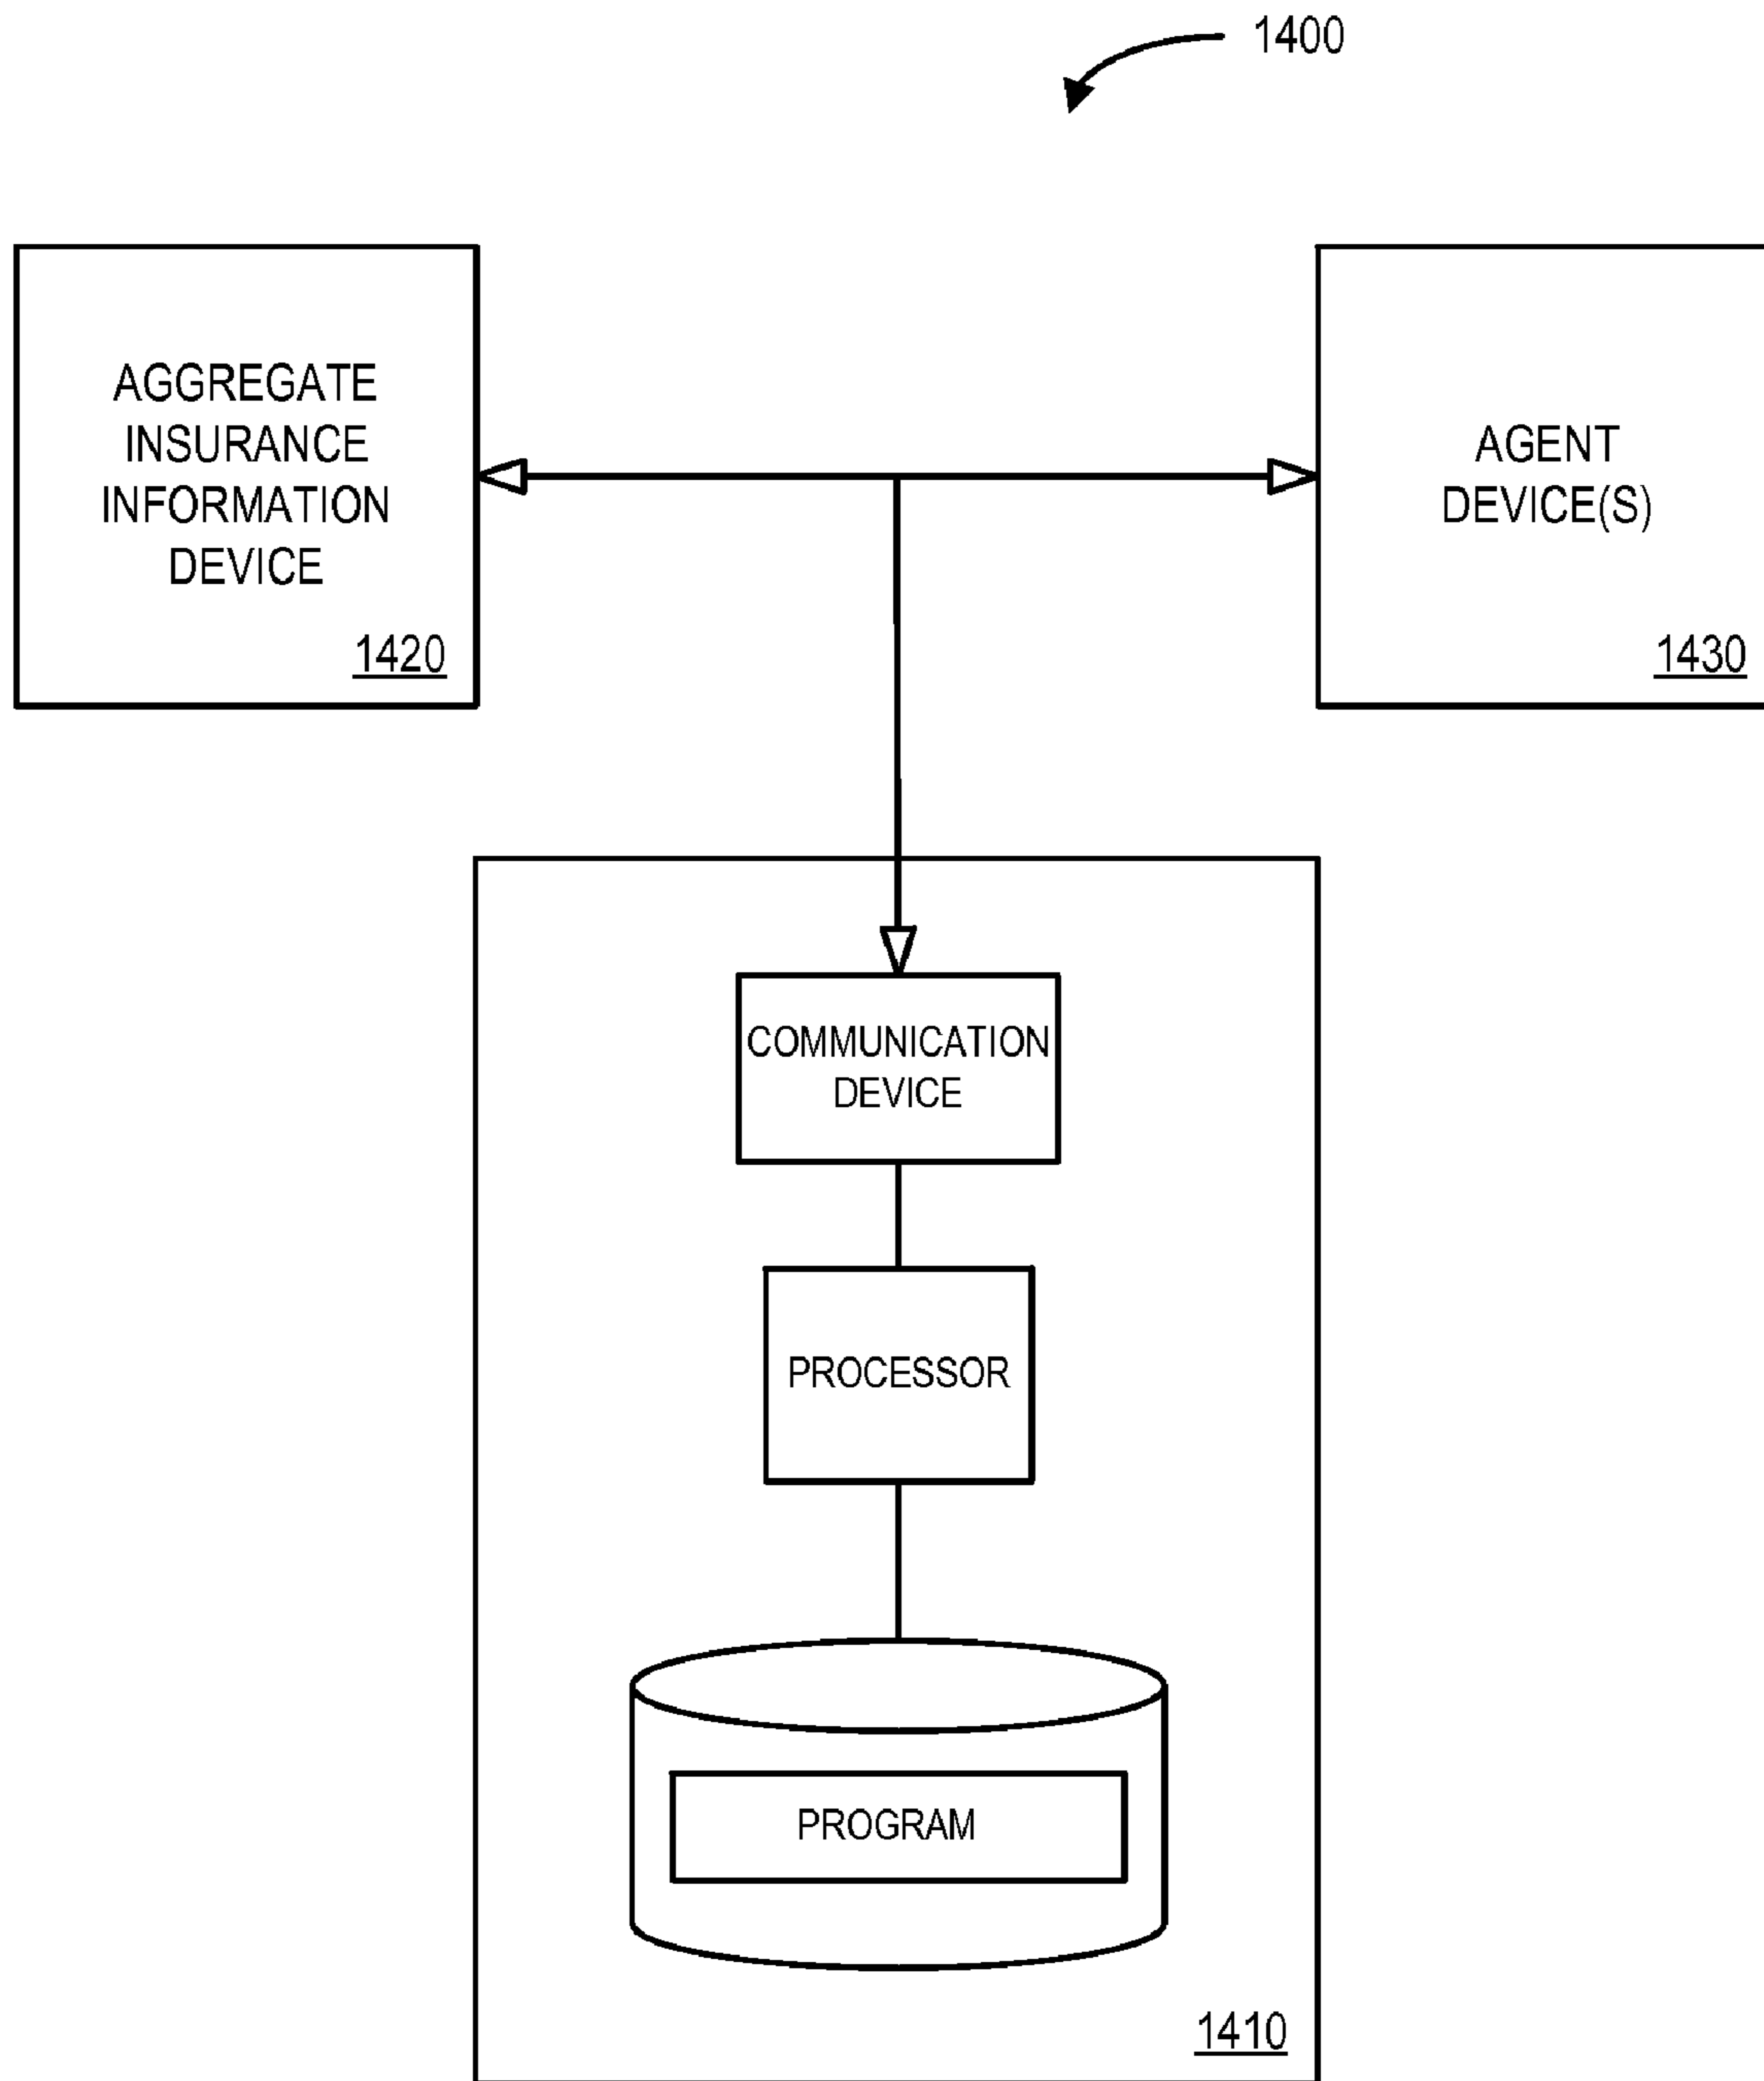 1400
AGGREGATE
INSURANCE
INFORMATION
DEVICE
1420
AGENT
DEVICE(S)
1430
COMMUNICATION
DEVICE
PROCESSOR
PROGRAM
1410